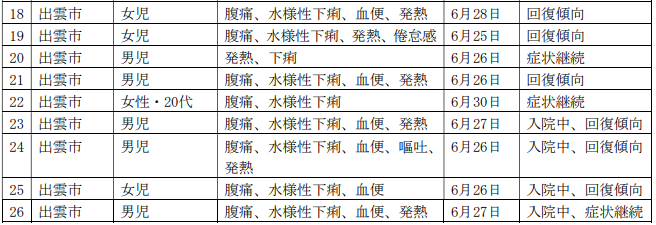 18 出雲市 女児 腹痛、水様性下痢、血便、発熱 6月28日 回復傾向
19 出雲市 女児 腹痛、水様性下痢、発熱、倦怠感 6月25日 回復傾向
20 出雲市 男児 発熱、下痢 6月26日 症状継続
21 出雲市 男児 腹痛、水様性下痢、血便、発熱 6月26日 回復傾向
22 出雲市 女性・20代 腹痛、水様性下痢 6月30日 症状継続
23 出雲市 男児 腹痛、水様性下痢、血便、発熱 6月27日 入院中、回復傾向
24 出雲市 男児 腹痛、水様性下痢、血便、嘔吐、 6月26日 入院中、回復傾向
発熱
25 出雲市 女児 腹痛、水様性下痢、血便 6月26日 入院中、回復傾向
26 出雲市 男児 腹痛、水様性下痢、血便、発熱 6月27日 入院中、症状継続